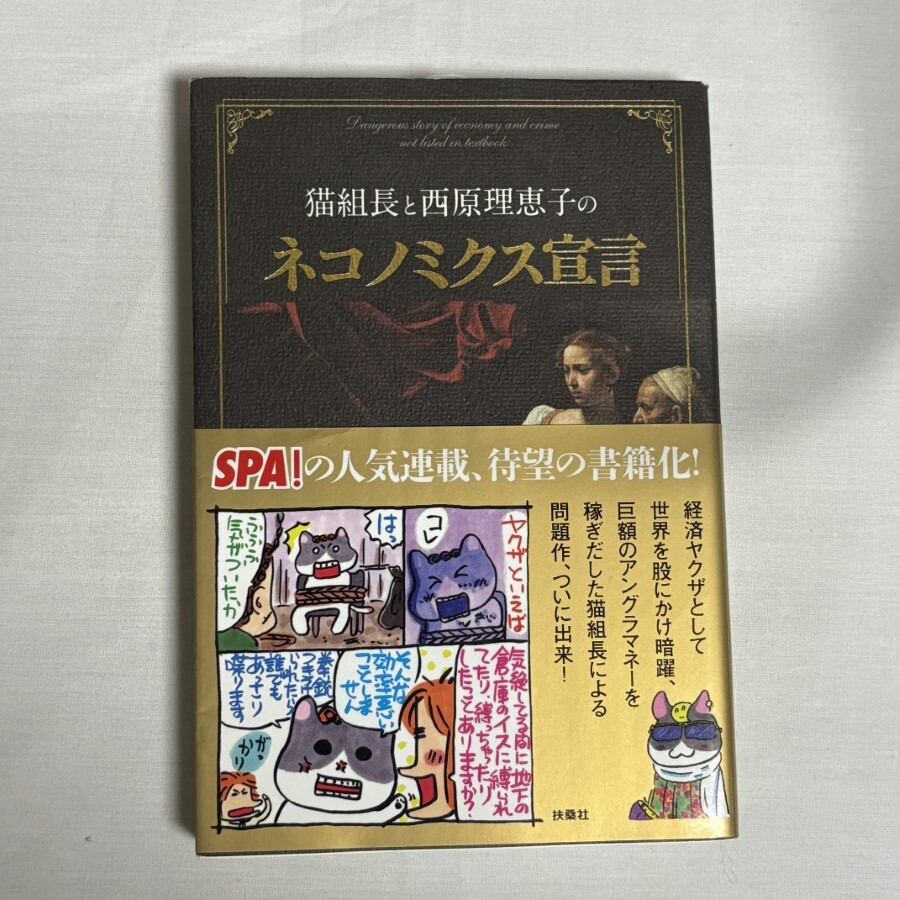 Dangerous story of economy and crime
not listed in textbook
猫組長と西原理恵子の
ネコノミクス宣言
SPA!の人気連載、待望の書籍化!
経済ヤクザとして
世界を股にかけ暗躍、
巨額のアングラマネーを
稼ぎだした猫組長による
問題作、ついに出来!
ヤクザといえば
コレ
はっ
ふふふ
気がついたか
気絶してる間に地下の
倉庫のイスに縛られ
てたり、縛っちゃったり
したことありますか?
そんな
効率悪い
ことしま
せん
拳銃
つきつけ
られたら
誰でも
あっさり
喋ります
がっ
かり
扶桑社